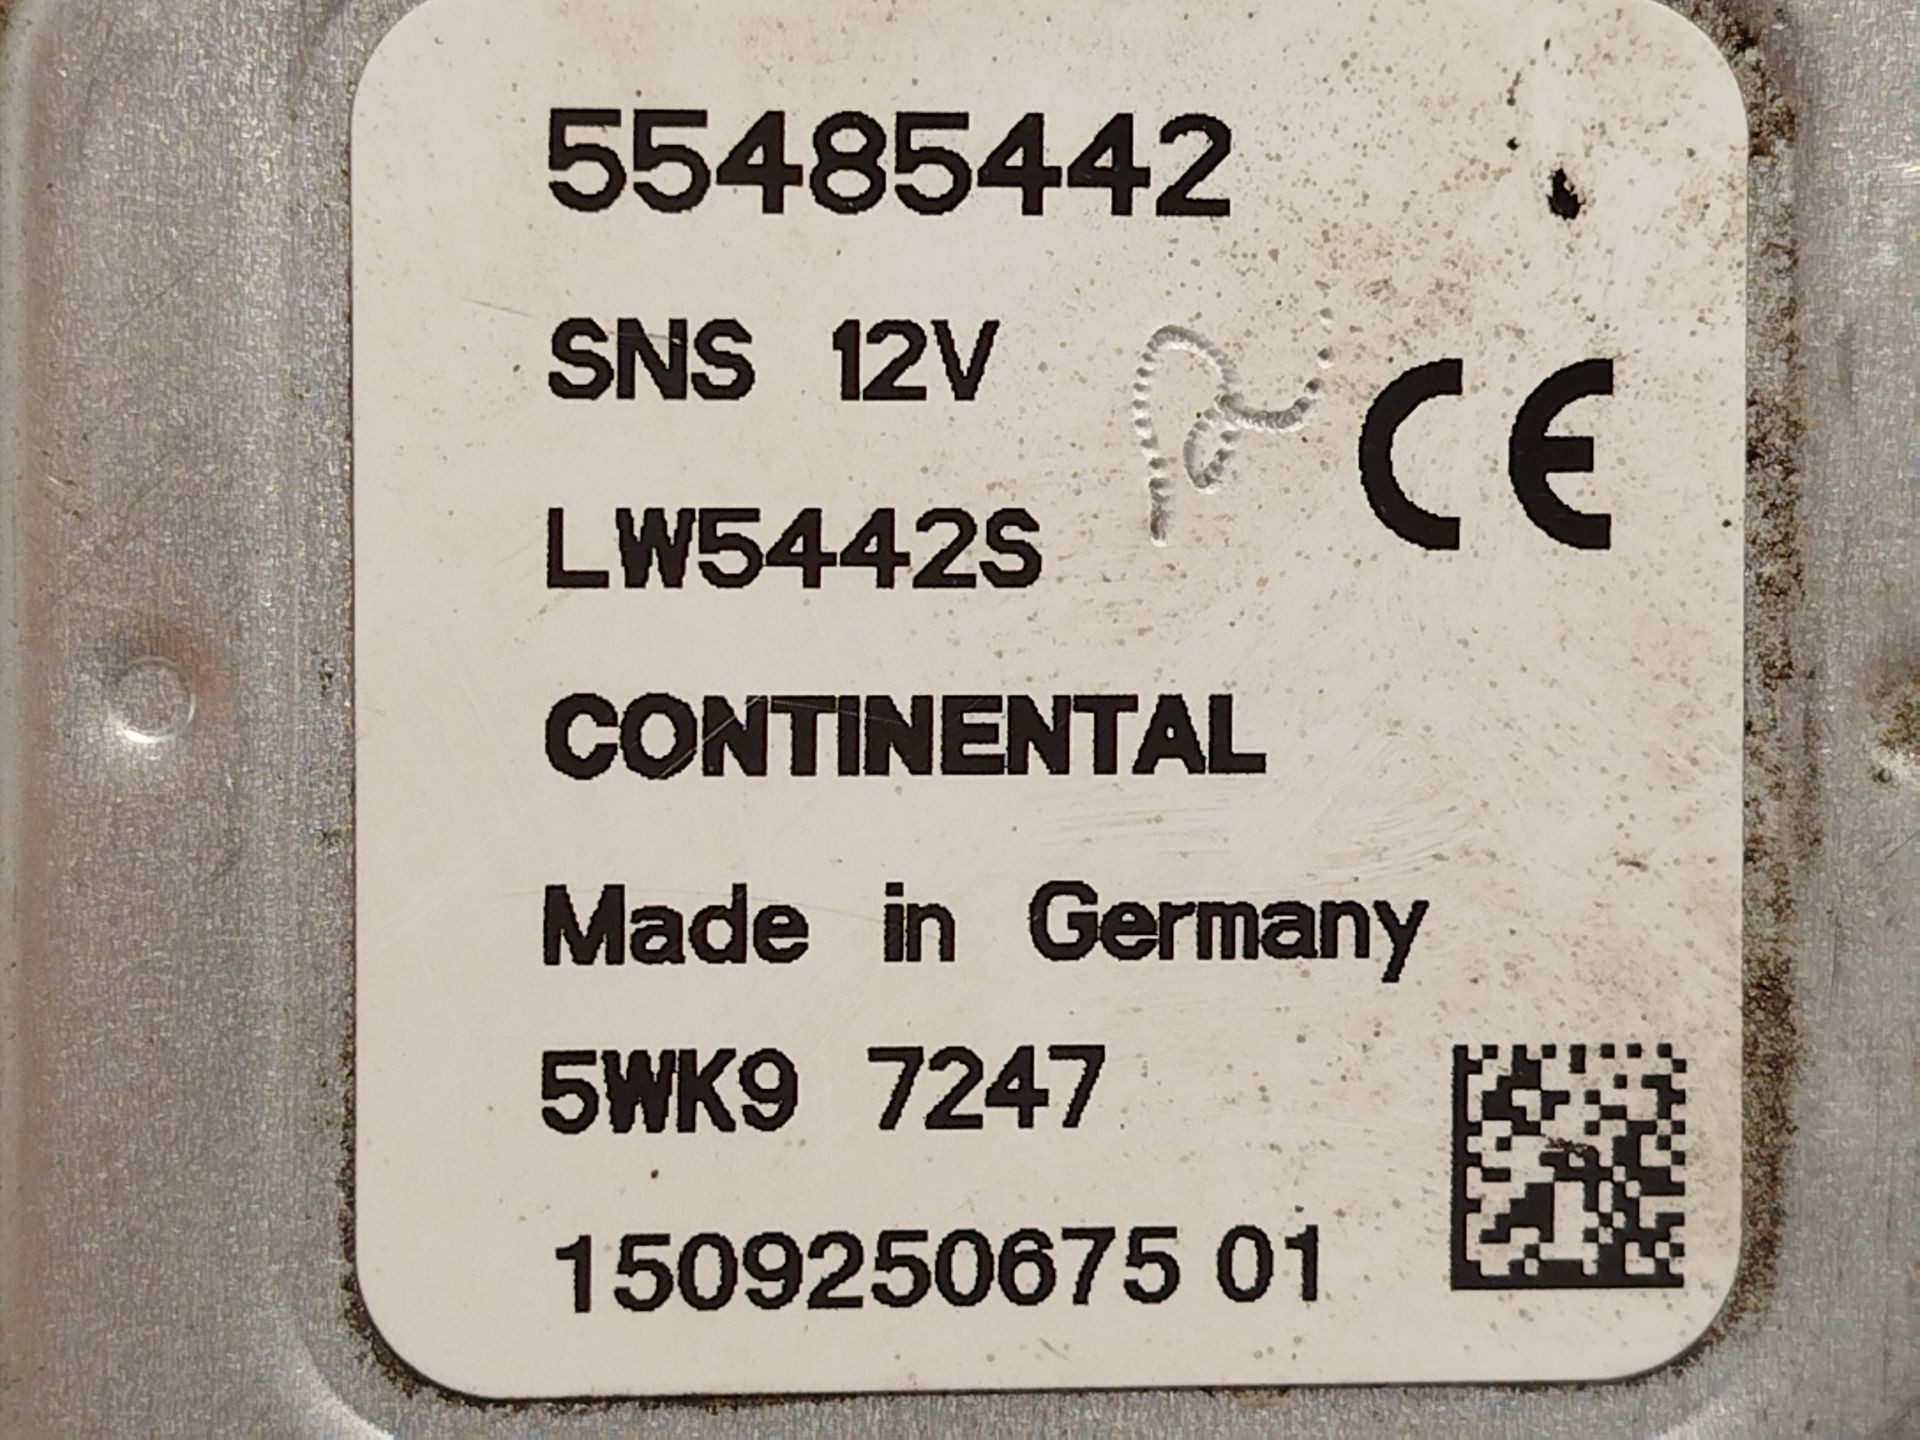 55485442
SNS 12V
CE
LW5442S
CONTINENTAL
Made in Germany
5WK9 7247
1509250675 01